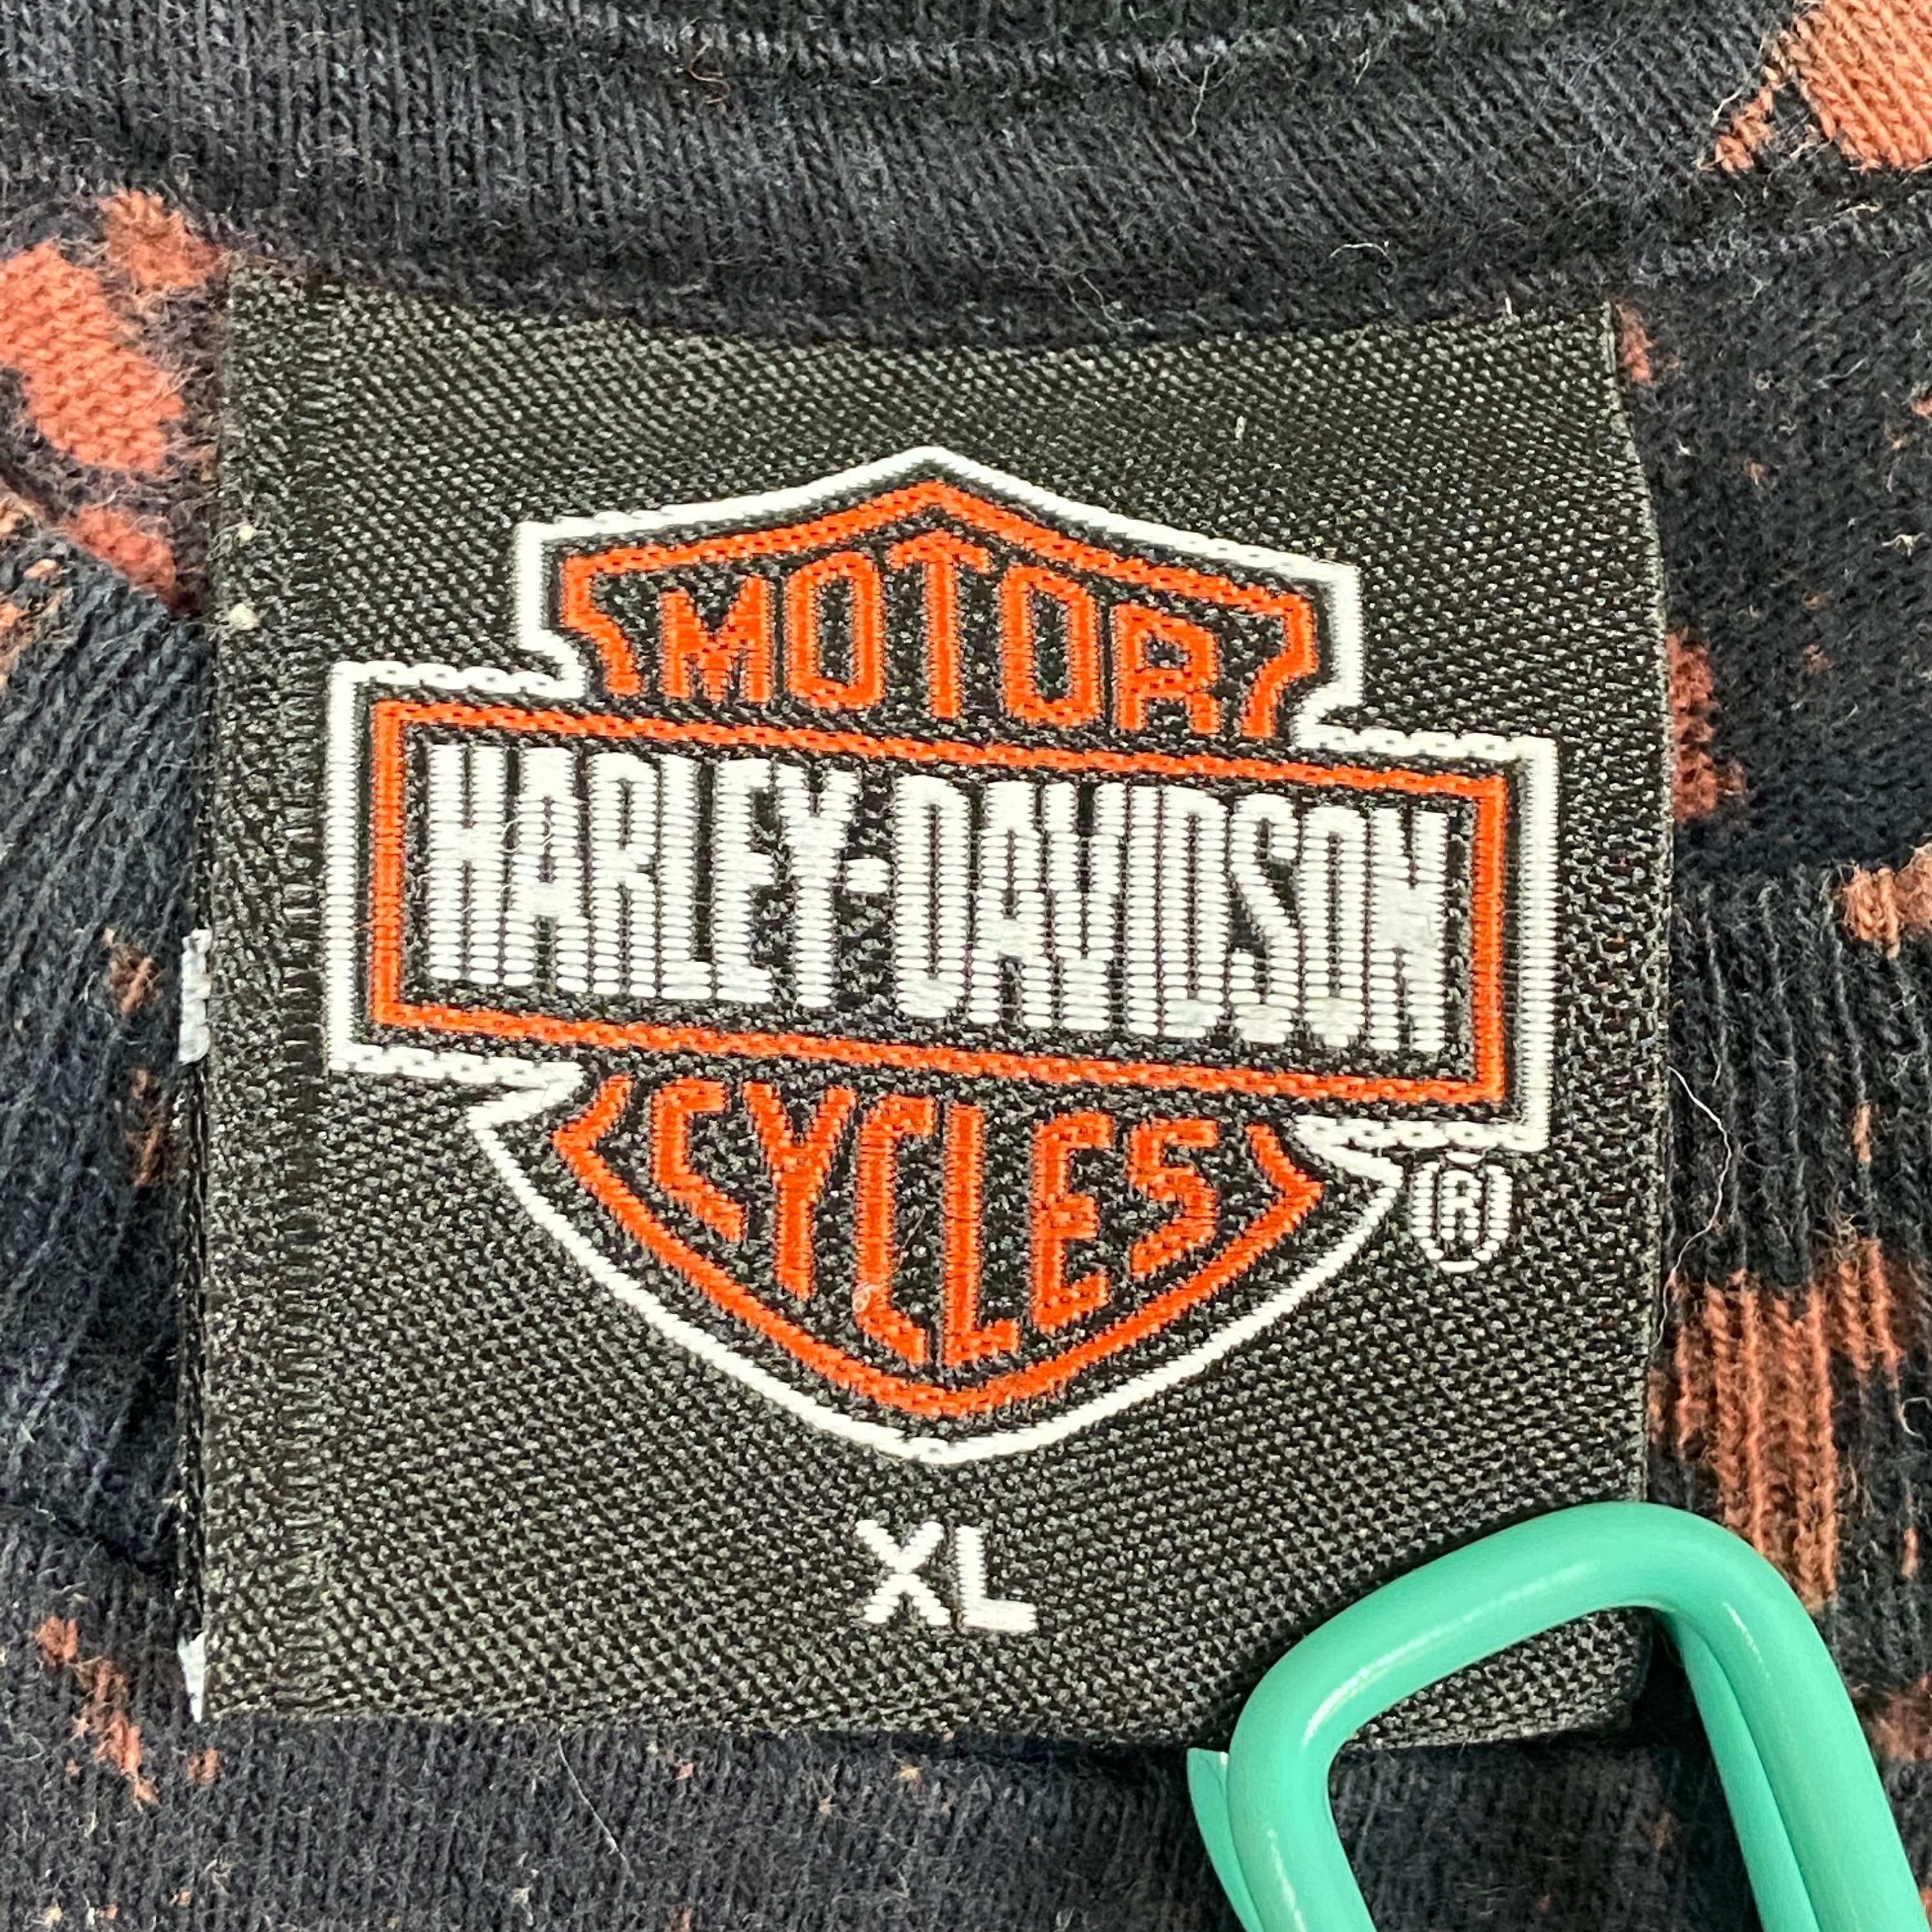 MOTOR
HARLEY-DAVIDSON
CYCLES
®
XL